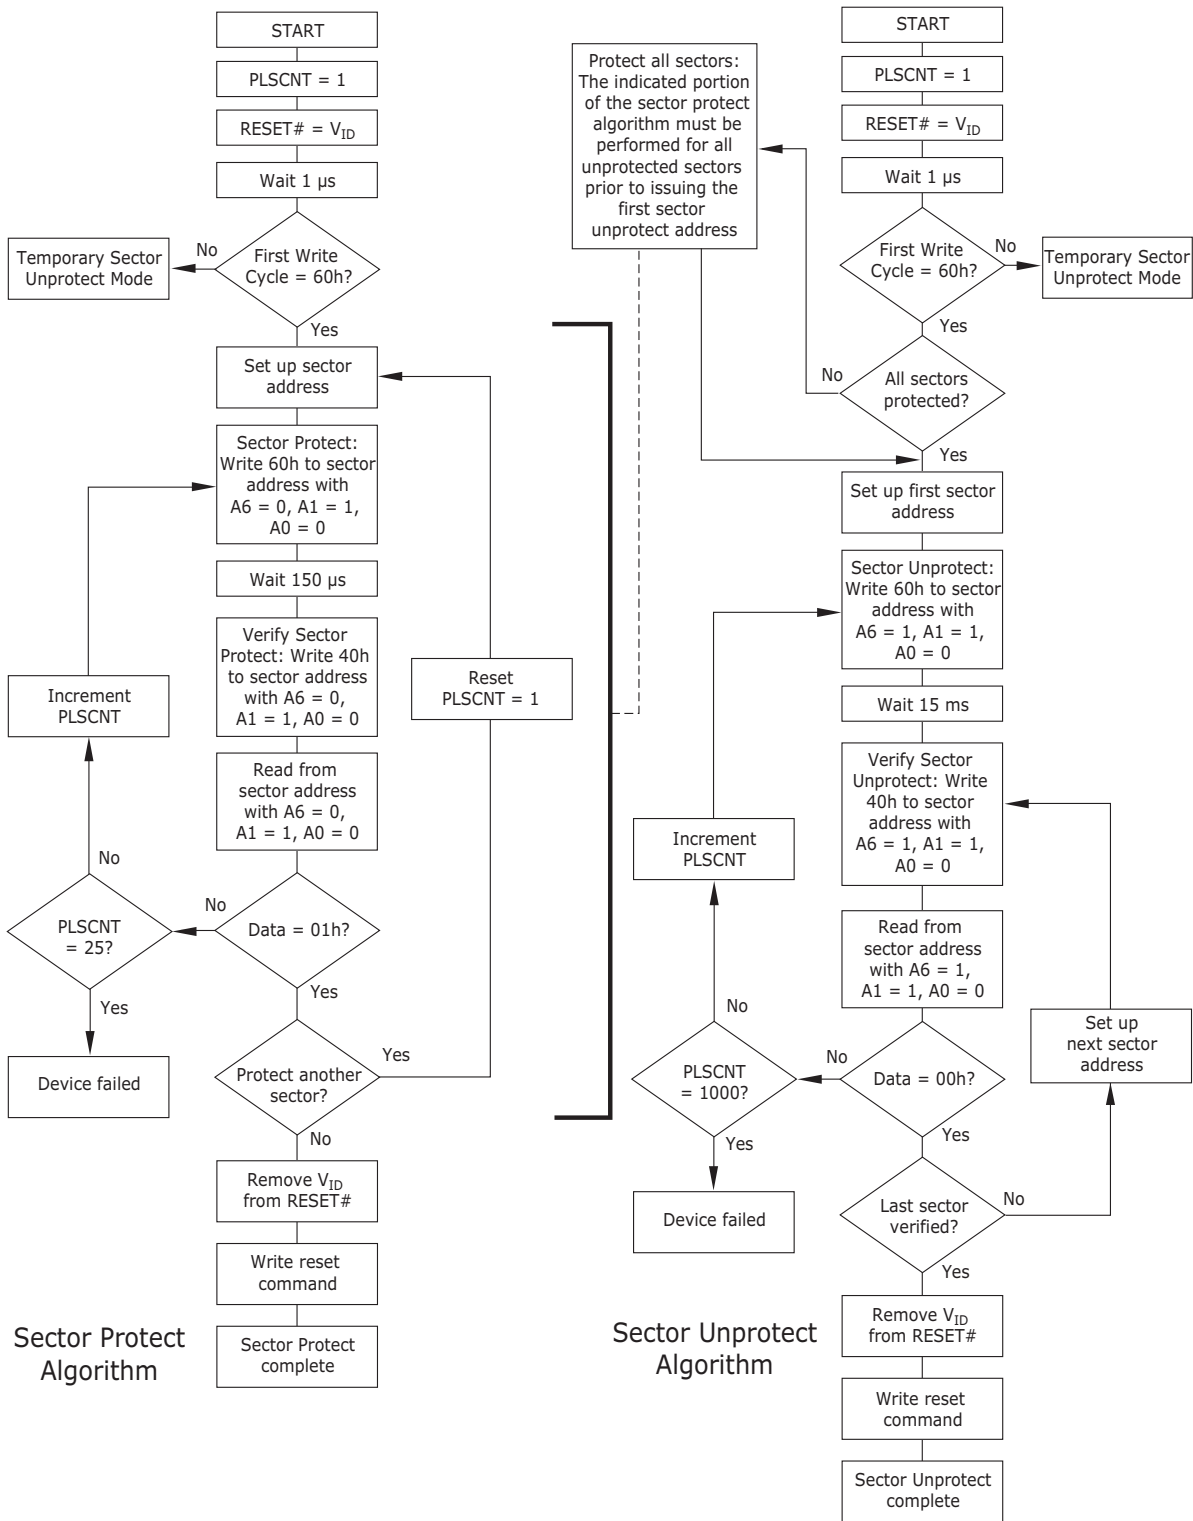 START
PLSCNT = 1
RESET# = VID
Wait 1 µs
First Write
Cycle = 60h?
No
Temporary Sector
Unprotect Mode
Yes
Set up sector
address
Sector Protect:
Write 60h to sector
address with
A6 = 0, A1 = 1,
A0 = 0
Wait 150 µs
Verify Sector
Protect: Write 40h
to sector address
with A6 = 0,
A1 = 1, A0 = 0
Reset
PLSCNT = 1
Increment
PLSCNT
Read from
sector address
with A6 = 0,
A1 = 1, A0 = 0
No
PLSCNT
= 25?
No
Data = 01h?
Yes
Yes
Device failed
Protect another
sector?
Yes
No
Remove VID
from RESET#
Write reset
command
Sector Protect
complete
Sector Protect
Algorithm
Protect all sectors:
The indicated portion
of the sector protect
algorithm must be
performed for all
unprotected sectors
prior to issuing the
first sector
unprotect address
START
PLSCNT = 1
RESET# = VID
Wait 1 µs
First Write
Cycle = 60h?
No
Temporary Sector
Unprotect Mode
Yes
No
All sectors
protected?
Yes
Set up first sector
address
Sector Unprotect:
Write 60h to sector
address with
A6 = 1, A1 = 1,
A0 = 0
Wait 15 ms
Verify Sector
Unprotect: Write
40h to sector
address with
A6 = 1, A1 = 1,
A0 = 0
Increment
PLSCNT
Read from
sector address
with A6 = 1,
A1 = 1, A0 = 0
No
Set up
next sector
address
PLSCNT
= 1000?
No
Data = 00h?
Yes
Yes
Device failed
Last sector
verified?
No
Yes
Remove VID
from RESET#
Write reset
command
Sector Unprotect
complete
Sector Unprotect
Algorithm